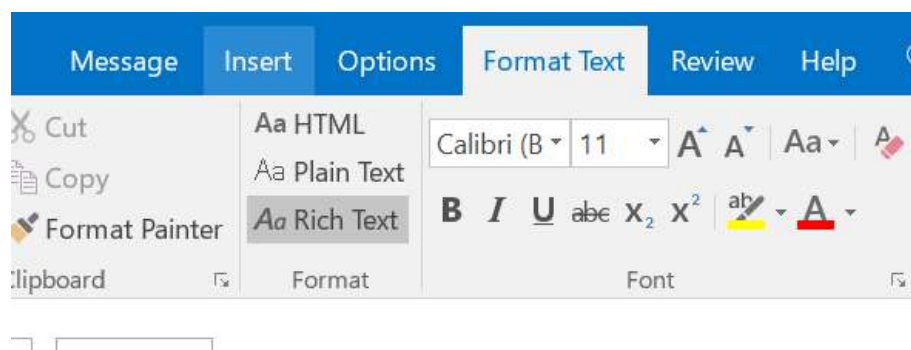 Message Insert Options Format Text Review Help
Cut
Copy
Format Painter
Clipboard
Aa HTML
Aa Plain Text
Aa Rich Text
Format
Calibri (B 11 A A Aa A
B I U abc X₂ X² ab A
Font